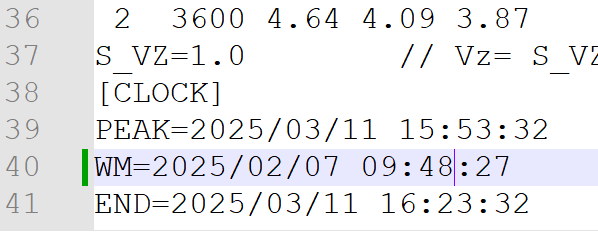 36 2 3600 4.64 4.09 3.87
37 S_VZ=1.0 // Vz= S_VZ
38 [CLOCK]
39 PEAK=2025/03/11 15:53:32
40 WM=2025/02/07 09:48:27
41 END=2025/03/11 16:23:32